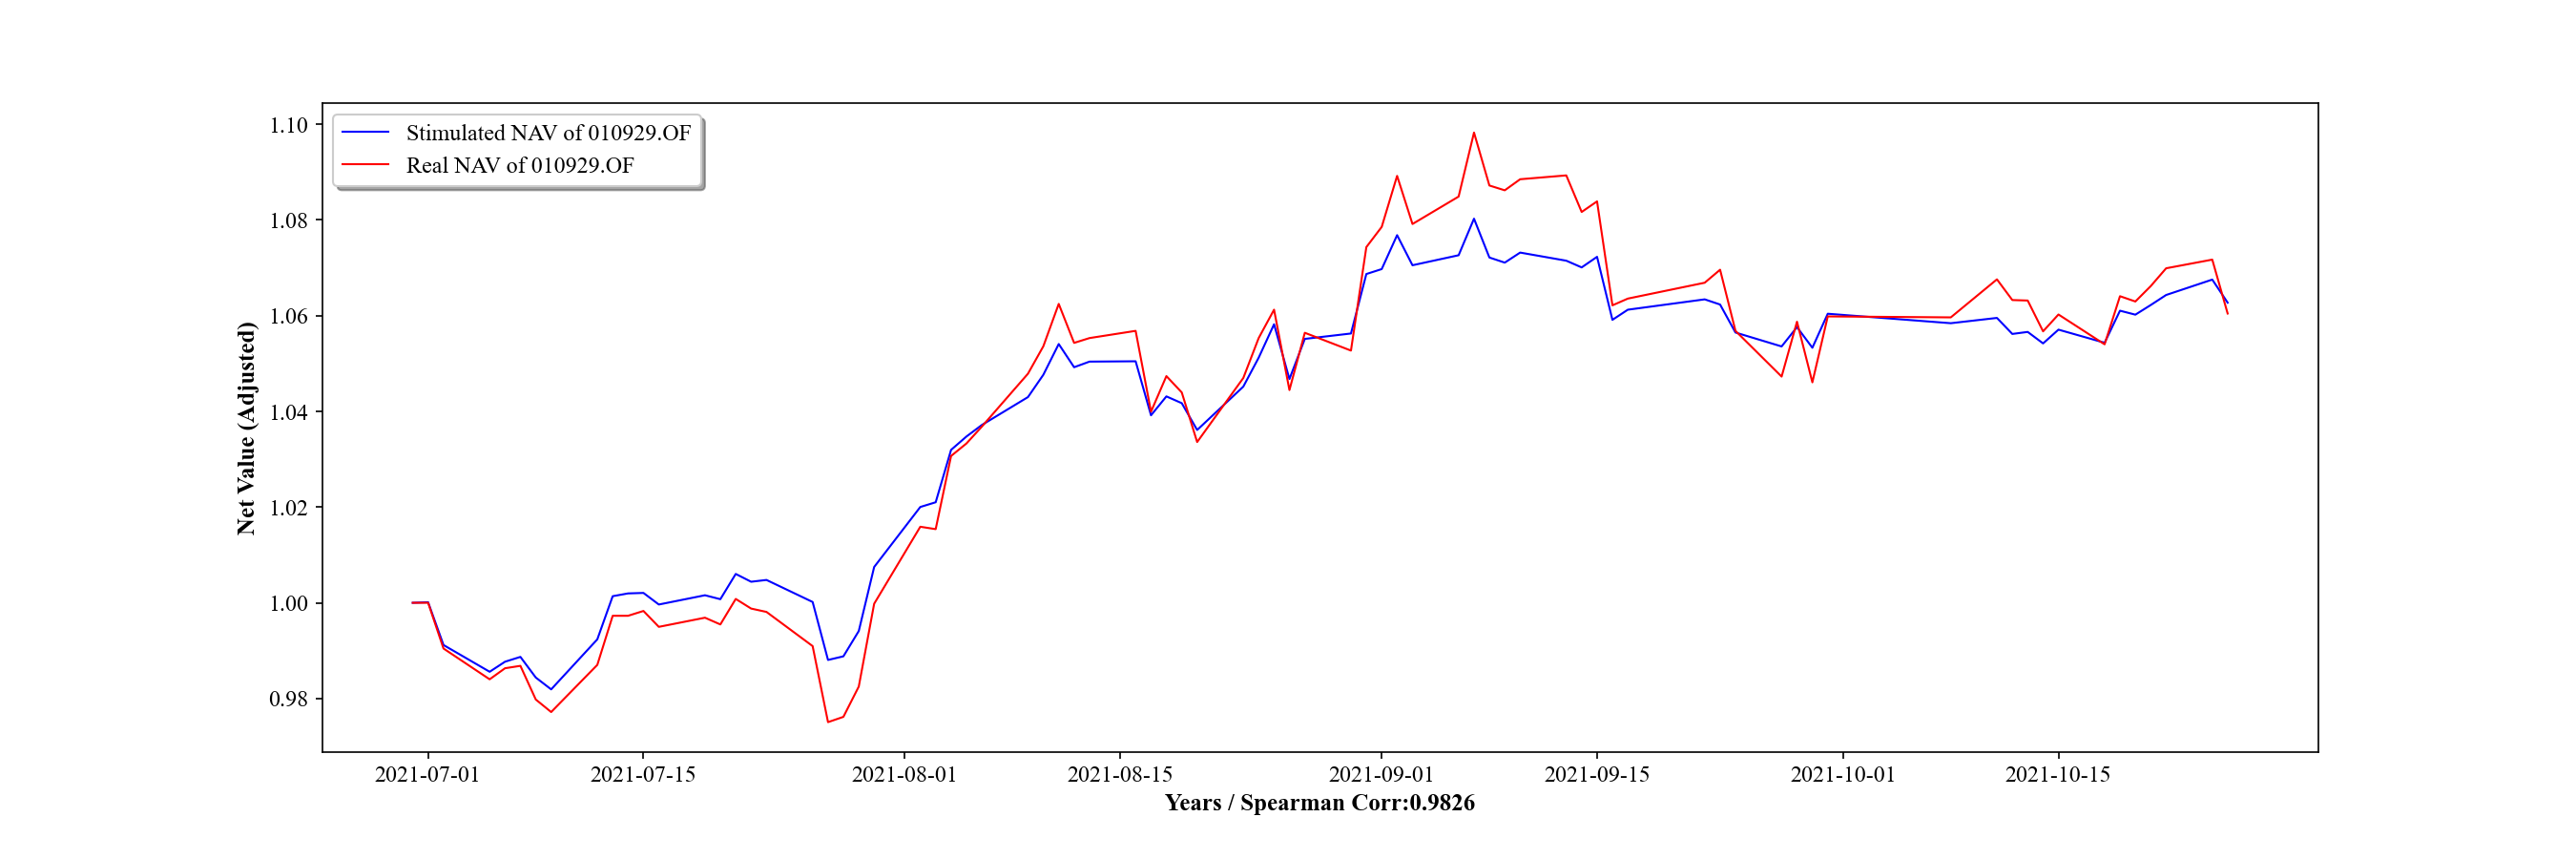 Stimulated NAV of 010929.OF
Real NAV of 010929.OF
1.10
1.08
1.06
1.04
1.02
1.00
0.98
Net Value (Adjusted)
2021-07-01 2021-07-15 2021-08-01 2021-08-15 2021-09-01 2021-09-15 2021-10-01 2021-10-15
Years / Spearman Corr:0.9826